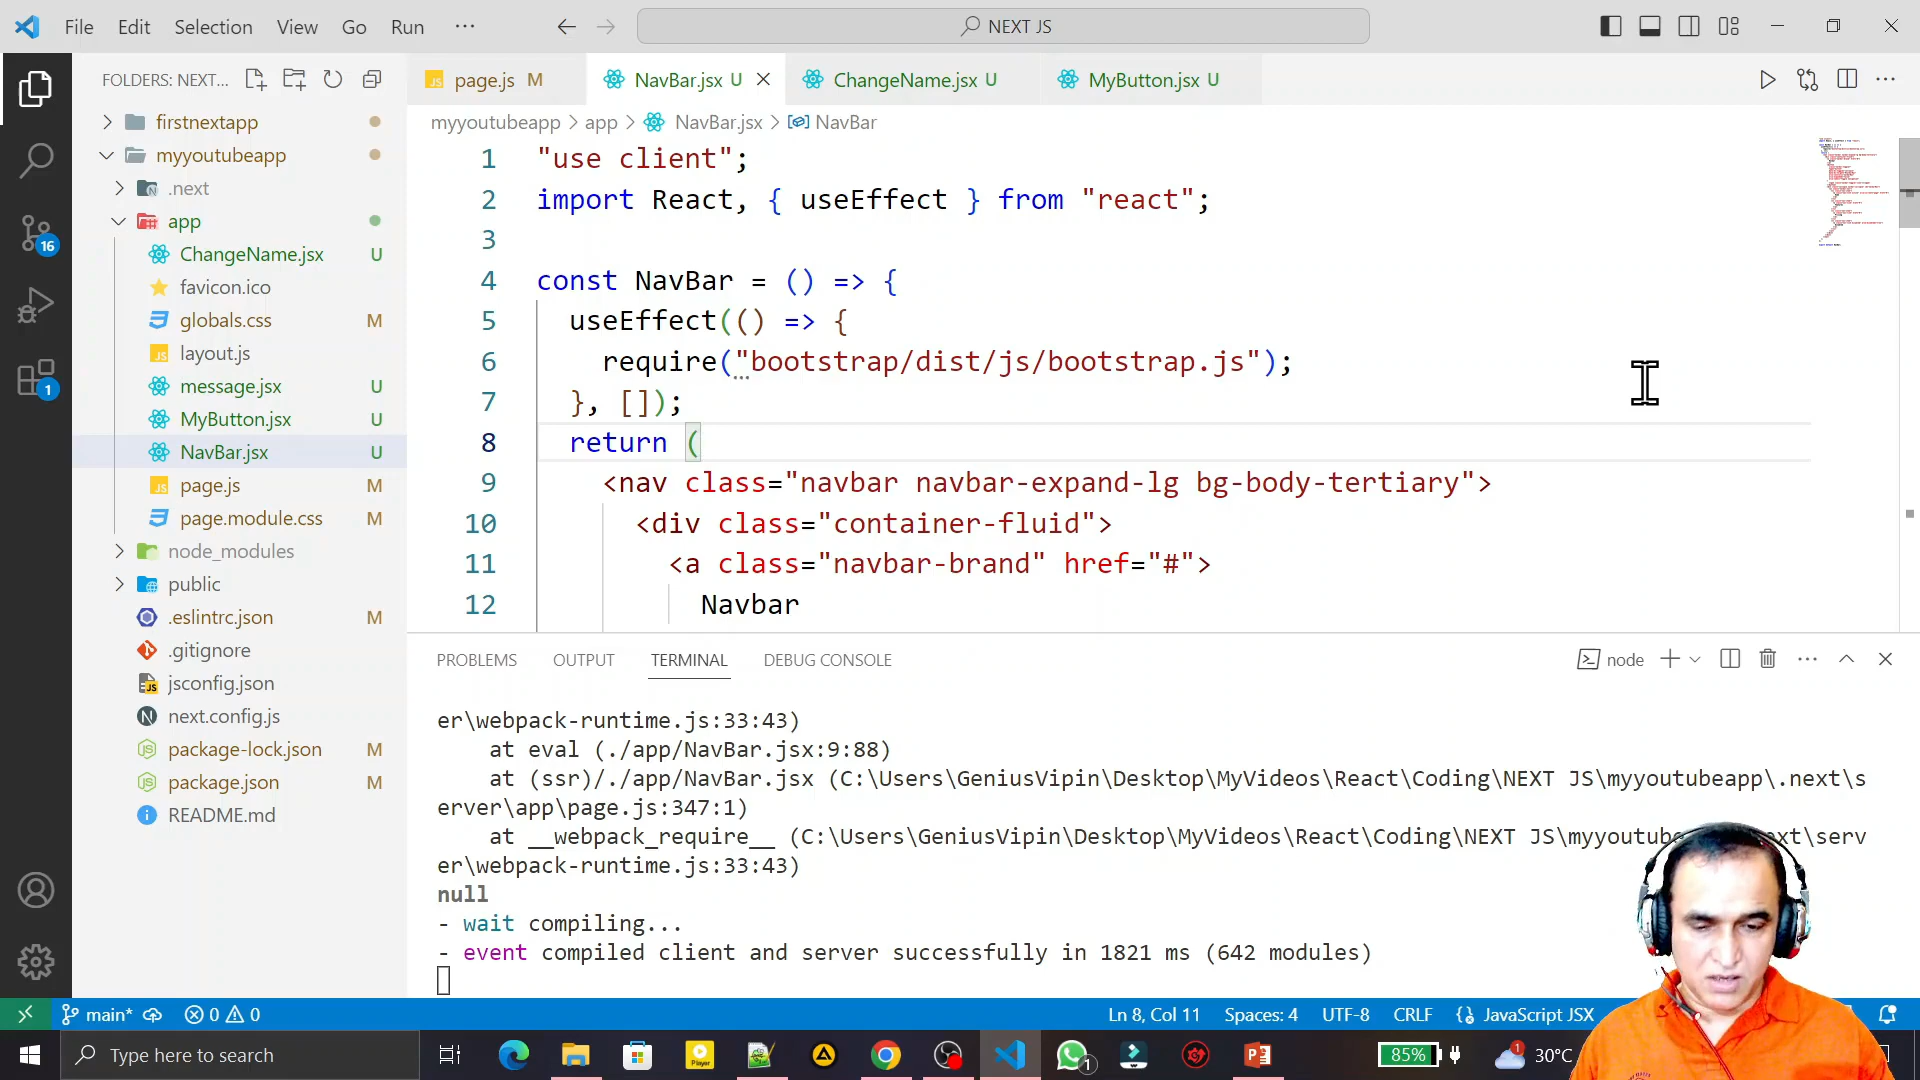 File Edit Selection View Go Run ...
NEXT JS
FOLDERS: NEXT...
firstnextapp
myyoutubeapp
.next
app
ChangeName.jsx U
favicon.ico
globals.css M
layout.js
message.jsx U
MyButton.jsx U
NavBar.jsx U
page.js M
page.module.css M
node_modules
public
.eslintrc.json M
.gitignore
jsconfig.json
next.config.js
package-lock.json M
package.json M
README.md
16
1
page.js M NavBar.jsx U ChangeName.jsx U MyButton.jsx U
myyoutubeapp > app > NavBar.jsx > NavBar
1 "use client";
2 import React, { useEffect } from "react";
3
4 const NavBar = () => {
5 useEffect(() => {
6 require("bootstrap/dist/js/bootstrap.js");
7 }, []);
8 return (
9 <nav class="navbar navbar-expand-lg bg-body-tertiary">
10 <div class="container-fluid">
11 <a class="navbar-brand" href="#">
12 Navbar
PROBLEMS OUTPUT TERMINAL DEBUG CONSOLE
node
er\webpack-runtime.js:33:43)
at eval (./app/NavBar.jsx:9:88)
at (ssr)/./app/NavBar.jsx (C:\Users\GeniusVipin\Desktop\MyVideos\React\Coding\NEXT JS\myyoutubeapp\.next\s
erver\app\page.js:347:1)
at __webpack_require__ (C:\Users\GeniusVipin\Desktop\MyVideos\React\Coding\NEXT JS\myyoutube xt\serv
er\webpack-runtime.js:33:43)
null
- wait compiling...
- event compiled client and server successfully in 1821 ms (642 modules)
main* 0 0
Ln 8, Col 11 Spaces: 4 UTF-8 CRLF JavaScript JSX
Type here to search
Player
1
85%
1
30°C